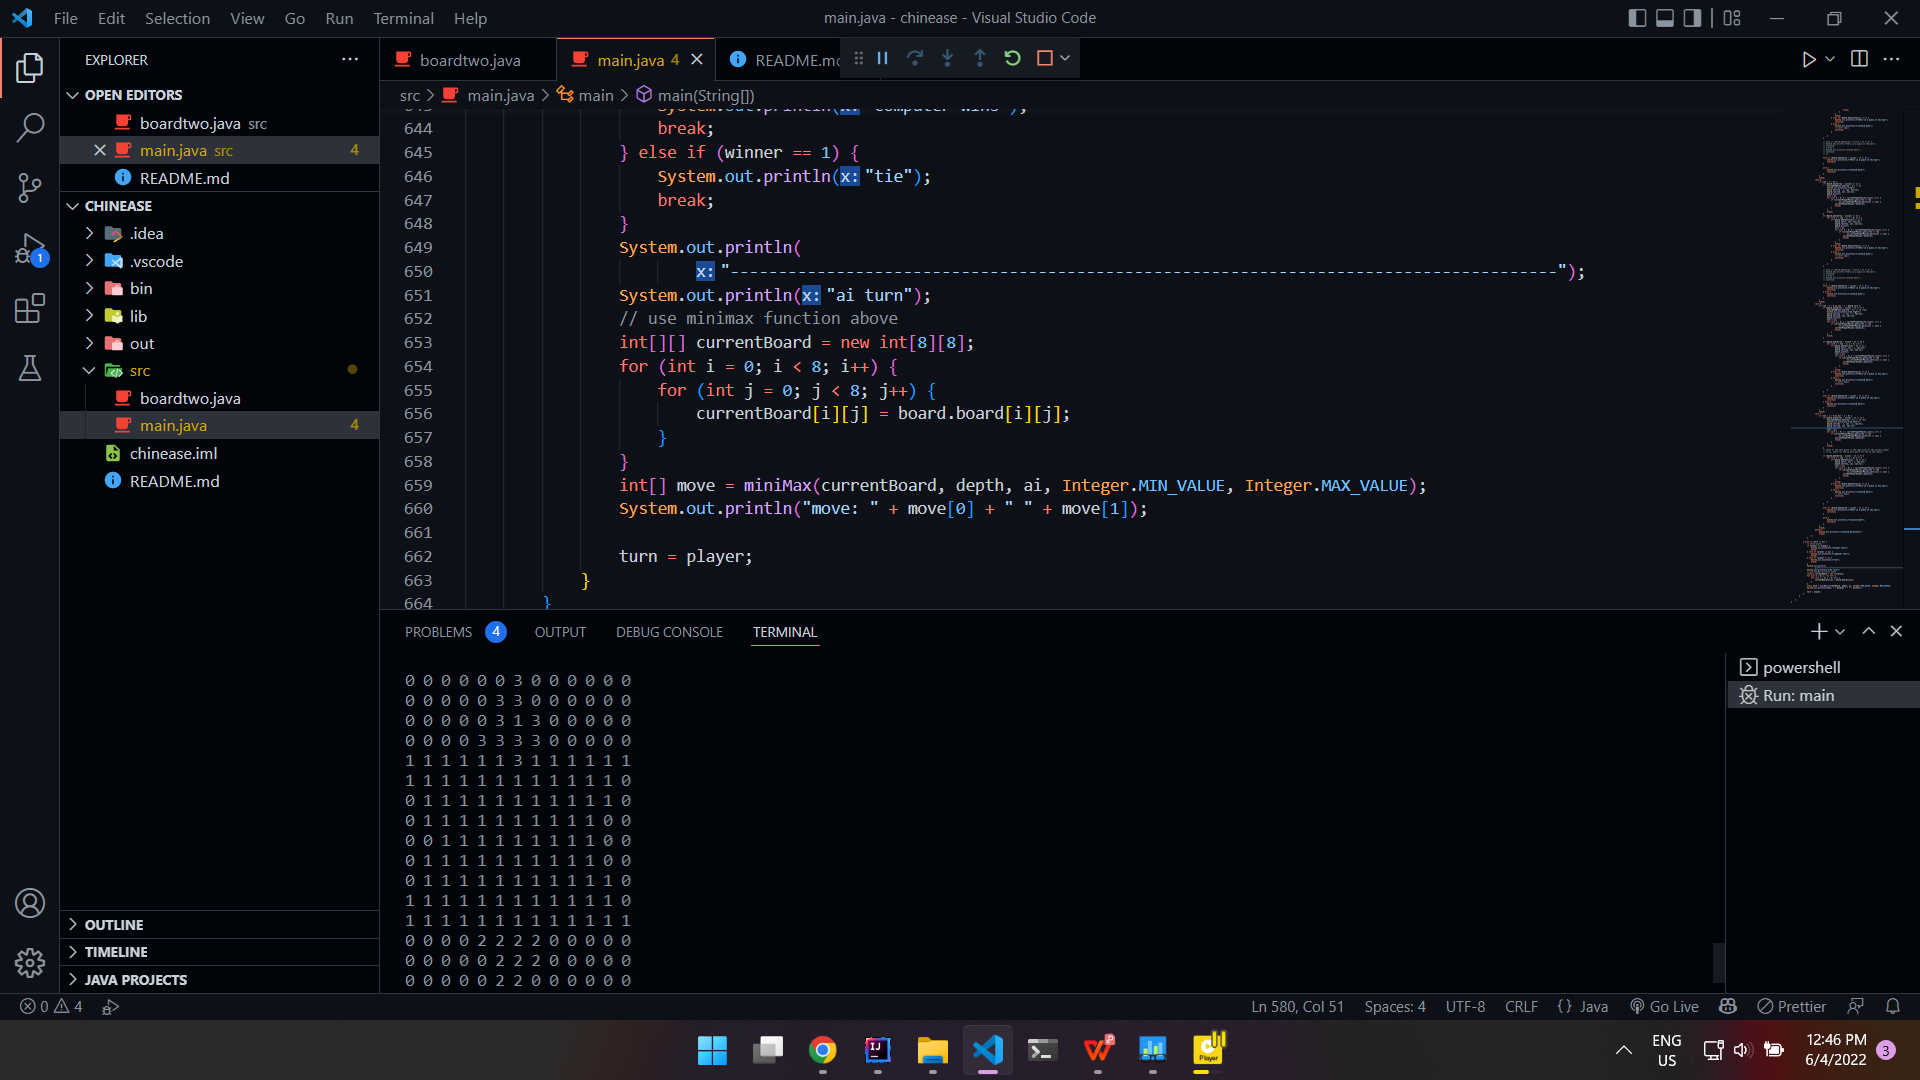 File Edit Selection View Go Run Terminal Help
main.java - chinease - Visual Studio Code
EXPLORER
OPEN EDITORS
boardtwo.java src
main.java src 4
README.md
CHINEASE
.idea
.vscode
bin
lib
out
src
boardtwo.java
main.java 4
chinease.iml
README.md
OUTLINE
TIMELINE
JAVA PROJECTS
1
boardtwo.java
main.java 4
README.md
src > main.java > main > main(String[])
644 break;
645 } else if (winner == 1) {
646 System.out.println(x: "tie");
647 break;
648 }
649 System.out.println(
650 x: "--------------------------------------------------------------------------------------");
651 System.out.println(x: "ai turn");
652 // use minimax function above
653 int[][] currentBoard = new int[8][8];
654 for (int i = 0; i < 8; i++) {
655 for (int j = 0; j < 8; j++) {
656 currentBoard[i][j] = board.board[i][j];
657 }
658 }
659 int[] move = miniMax(currentBoard, depth, ai, Integer.MIN_VALUE, Integer.MAX_VALUE);
660 System.out.println("move: " + move[0] + " " + move[1]);
661
662 turn = player;
663 }
664 }
PROBLEMS 4 OUTPUT DEBUG CONSOLE TERMINAL
0 0 0 0 0 0 3 0 0 0 0 0 0
0 0 0 0 0 3 3 0 0 0 0 0 0
0 0 0 0 0 3 1 3 0 0 0 0 0
0 0 0 0 3 3 3 3 0 0 0 0 0
1 1 1 1 1 1 3 1 1 1 1 1 1
1 1 1 1 1 1 1 1 1 1 1 1 0
0 1 1 1 1 1 1 1 1 1 1 1 0
0 1 1 1 1 1 1 1 1 1 1 0 0
0 0 1 1 1 1 1 1 1 1 1 0 0
0 1 1 1 1 1 1 1 1 1 1 0 0
0 1 1 1 1 1 1 1 1 1 1 1 0
1 1 1 1 1 1 1 1 1 1 1 1 0
1 1 1 1 1 1 1 1 1 1 1 1 1
0 0 0 0 2 2 2 2 0 0 0 0 0
0 0 0 0 0 2 2 2 0 0 0 0 0
0 0 0 0 0 2 2 0 0 0 0 0 0
powershell
Run: main
0 4
Ln 580, Col 51 Spaces: 4 UTF-8 CRLF {} Java Go Live Prettier
ENG
US
12:46 PM
6/4/2022
3